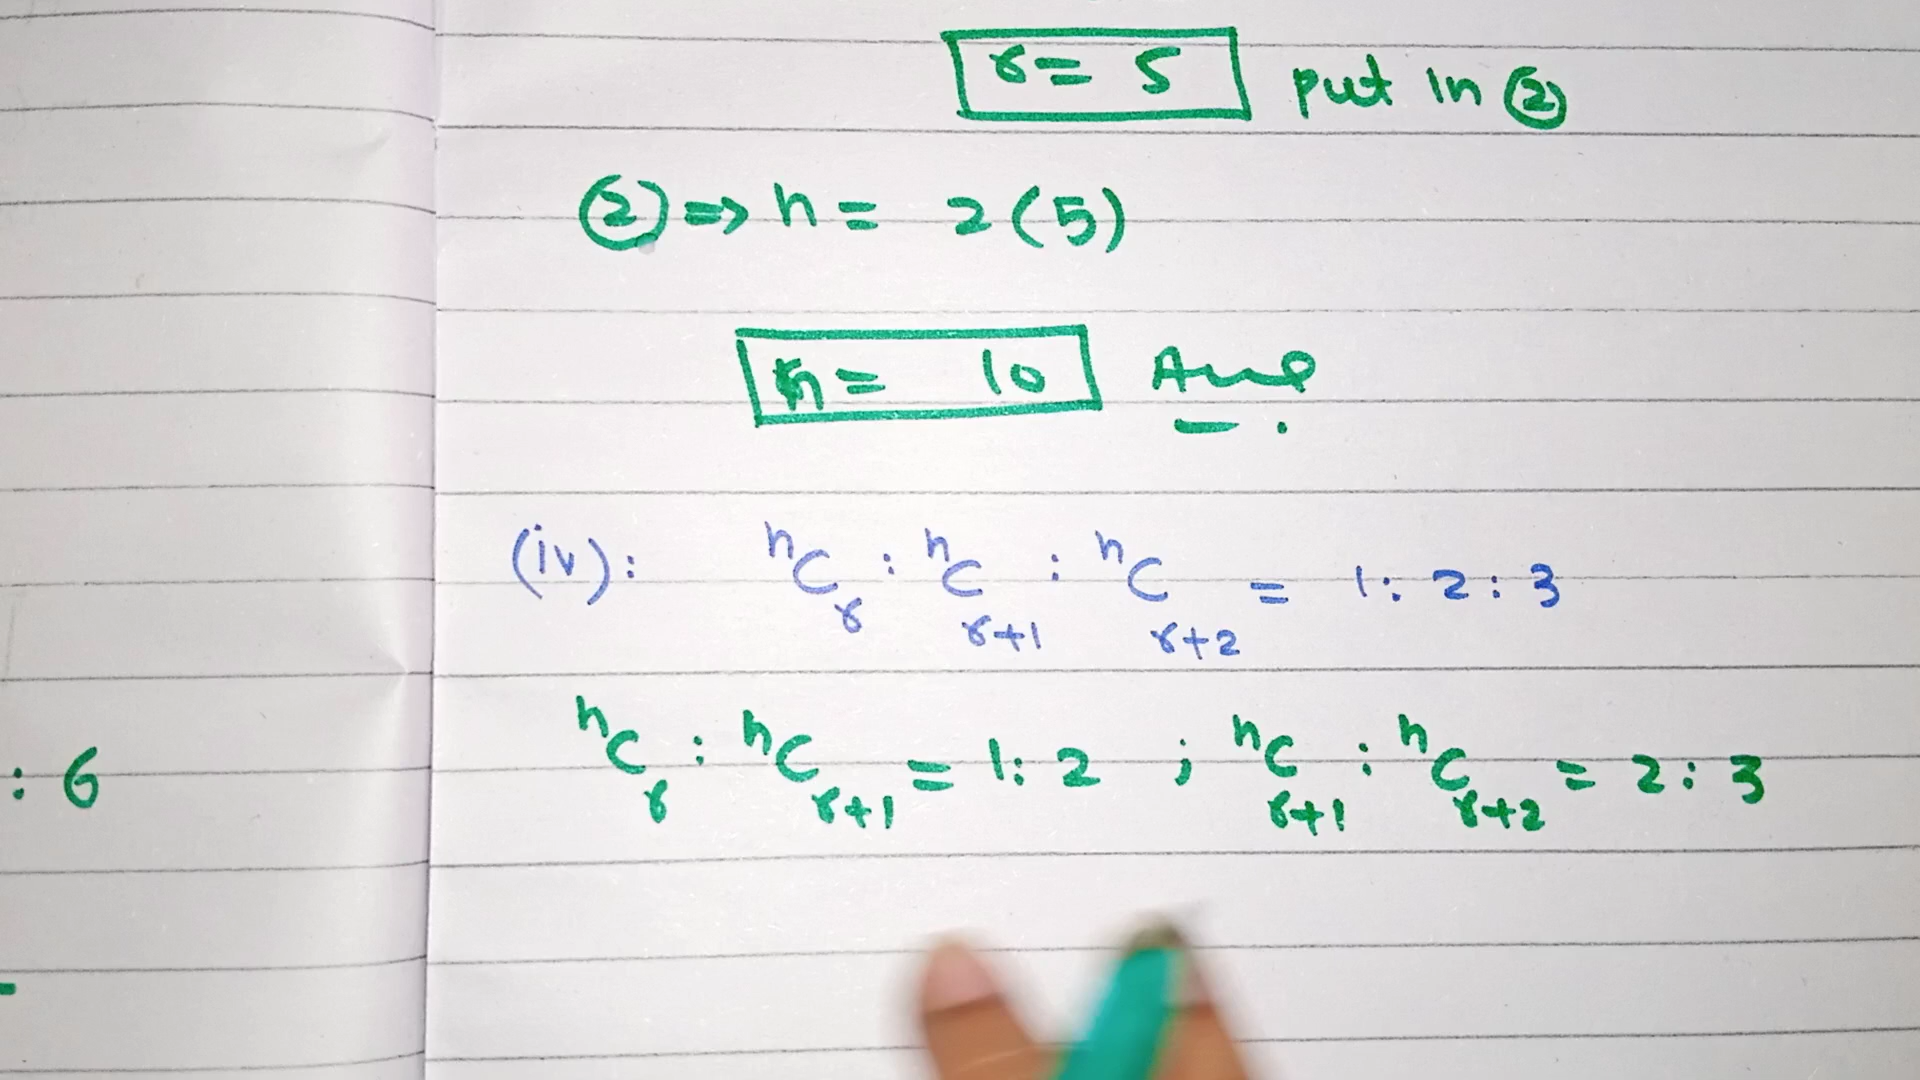 r = 5 put in ②
② ⇒ n = 2(5)
n = 10 Ans.
(iv): ⁿCᵣ : ⁿCᵣ₊₁ : ⁿCᵣ₊₂ = 1 : 2 : 3
: 6
ⁿCᵣ : ⁿCᵣ₊₁ = 1 : 2 ; ⁿCᵣ₊₁ : ⁿCᵣ₊₂ = 2 : 3